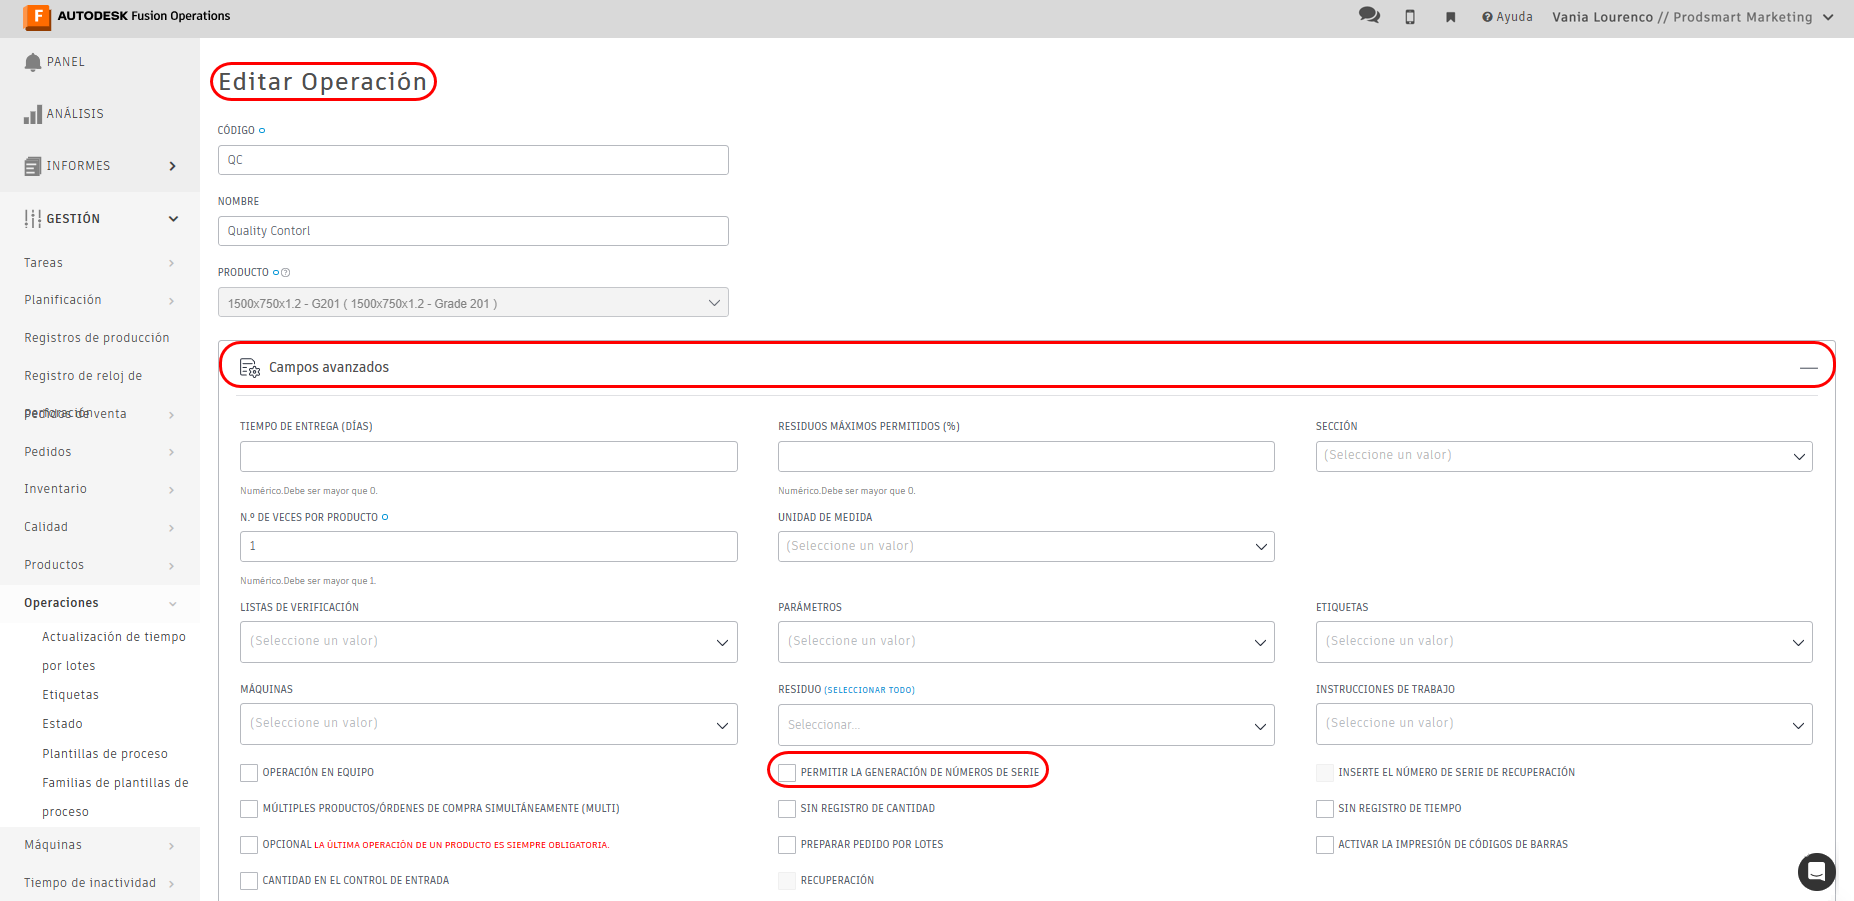 F AUTODESK Fusion Operations
Ayuda
Vania Lourenco // Prodsmart Marketing
PANEL
ANÁLISIS
INFORMES
GESTIÓN
Tareas
Planificación
Registros de producción
Registro de reloj de
perforación
Pedidos de venta
Pedidos
Inventario
Calidad
Productos
Operaciones
Actualización de tiempo
por lotes
Etiquetas
Estado
Plantillas de proceso
Familias de plantillas de
proceso
Máquinas
Tiempo de inactividad
Editar Operación
CÓDIGO
QC
NOMBRE
Quality Contorl
PRODUCTO
1500x750x1.2 - G201 ( 1500x750x1.2 - Grade 201 )
Campos avanzados
TIEMPO DE ENTREGA (DÍAS)
RESIDUOS MÁXIMOS PERMITIDOS (%)
SECCIÓN
(Seleccione un valor)
Numérico.Debe ser mayor que 0.
Numérico.Debe ser mayor que 0.
N.º DE VECES POR PRODUCTO
UNIDAD DE MEDIDA
1
(Seleccione un valor)
Numérico.Debe ser mayor que 1.
LISTAS DE VERIFICACIÓN
PARÁMETROS
ETIQUETAS
(Seleccione un valor)
(Seleccione un valor)
(Seleccione un valor)
MÁQUINAS
RESIDUO (SELECCIONAR TODO)
INSTRUCCIONES DE TRABAJO
(Seleccione un valor)
Seleccionar...
(Seleccione un valor)
OPERACIÓN EN EQUIPO
PERMITIR LA GENERACIÓN DE NÚMEROS DE SERIE
INSERTE EL NÚMERO DE SERIE DE RECUPERACIÓN
MÚLTIPLES PRODUCTOS/ÓRDENES DE COMPRA SIMULTÁNEAMENTE (MULTI)
SIN REGISTRO DE CANTIDAD
SIN REGISTRO DE TIEMPO
OPCIONAL LA ÚLTIMA OPERACIÓN DE UN PRODUCTO ES SIEMPRE OBLIGATORIA.
PREPARAR PEDIDO POR LOTES
ACTIVAR LA IMPRESIÓN DE CÓDIGOS DE BARRAS
CANTIDAD EN EL CONTROL DE ENTRADA
RECUPERACIÓN